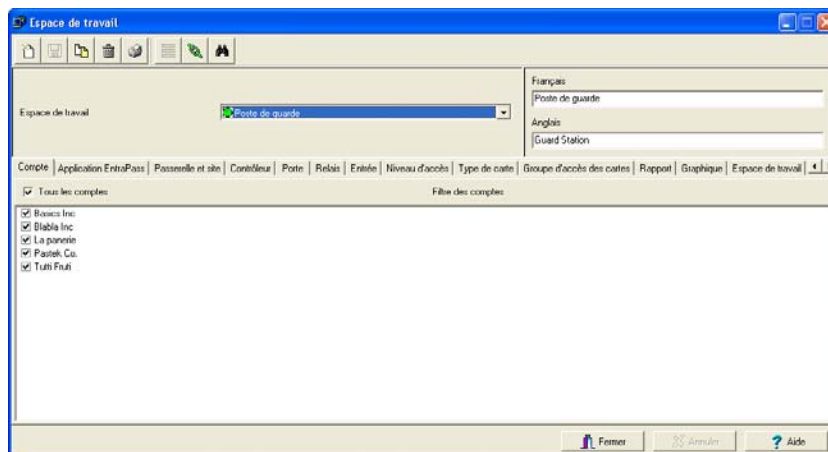 Espace de travail
Français
Poste de guarde
Espace de travail
Poste de guarde
Anglais
Guard Station
Compte Application EntraPass Passerelle et site Contrôleur Porte Relais Entrée Niveau d'accès Type de carte Groupe d'accès des cartes Rapport Graphique Espace de travail
Tous les comptes Filtre des comptes
Basics Inc
Blabla Inc
La panerie
Pastek Co.
Tutti Fruti
Fermer Annuler Aide